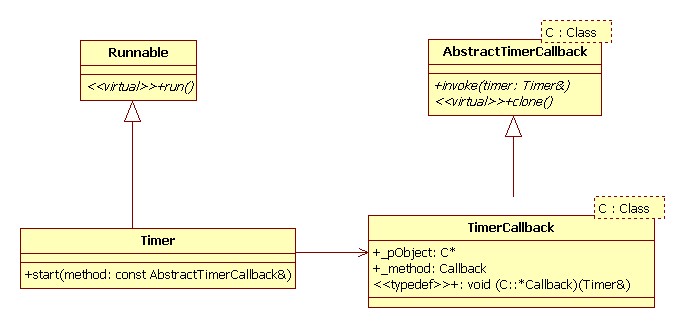 Runnable
<<virtual>>+run()
C : Class
AbstractTimerCallback
+invoke(timer: Timer&)
<<virtual>>+clone()
Timer
+start(method: const AbstractTimerCallback&)
C : Class
TimerCallback
+_pObject: C*
+_method: Callback
<<typedef>>+: void (C::*Callback)(Timer&)